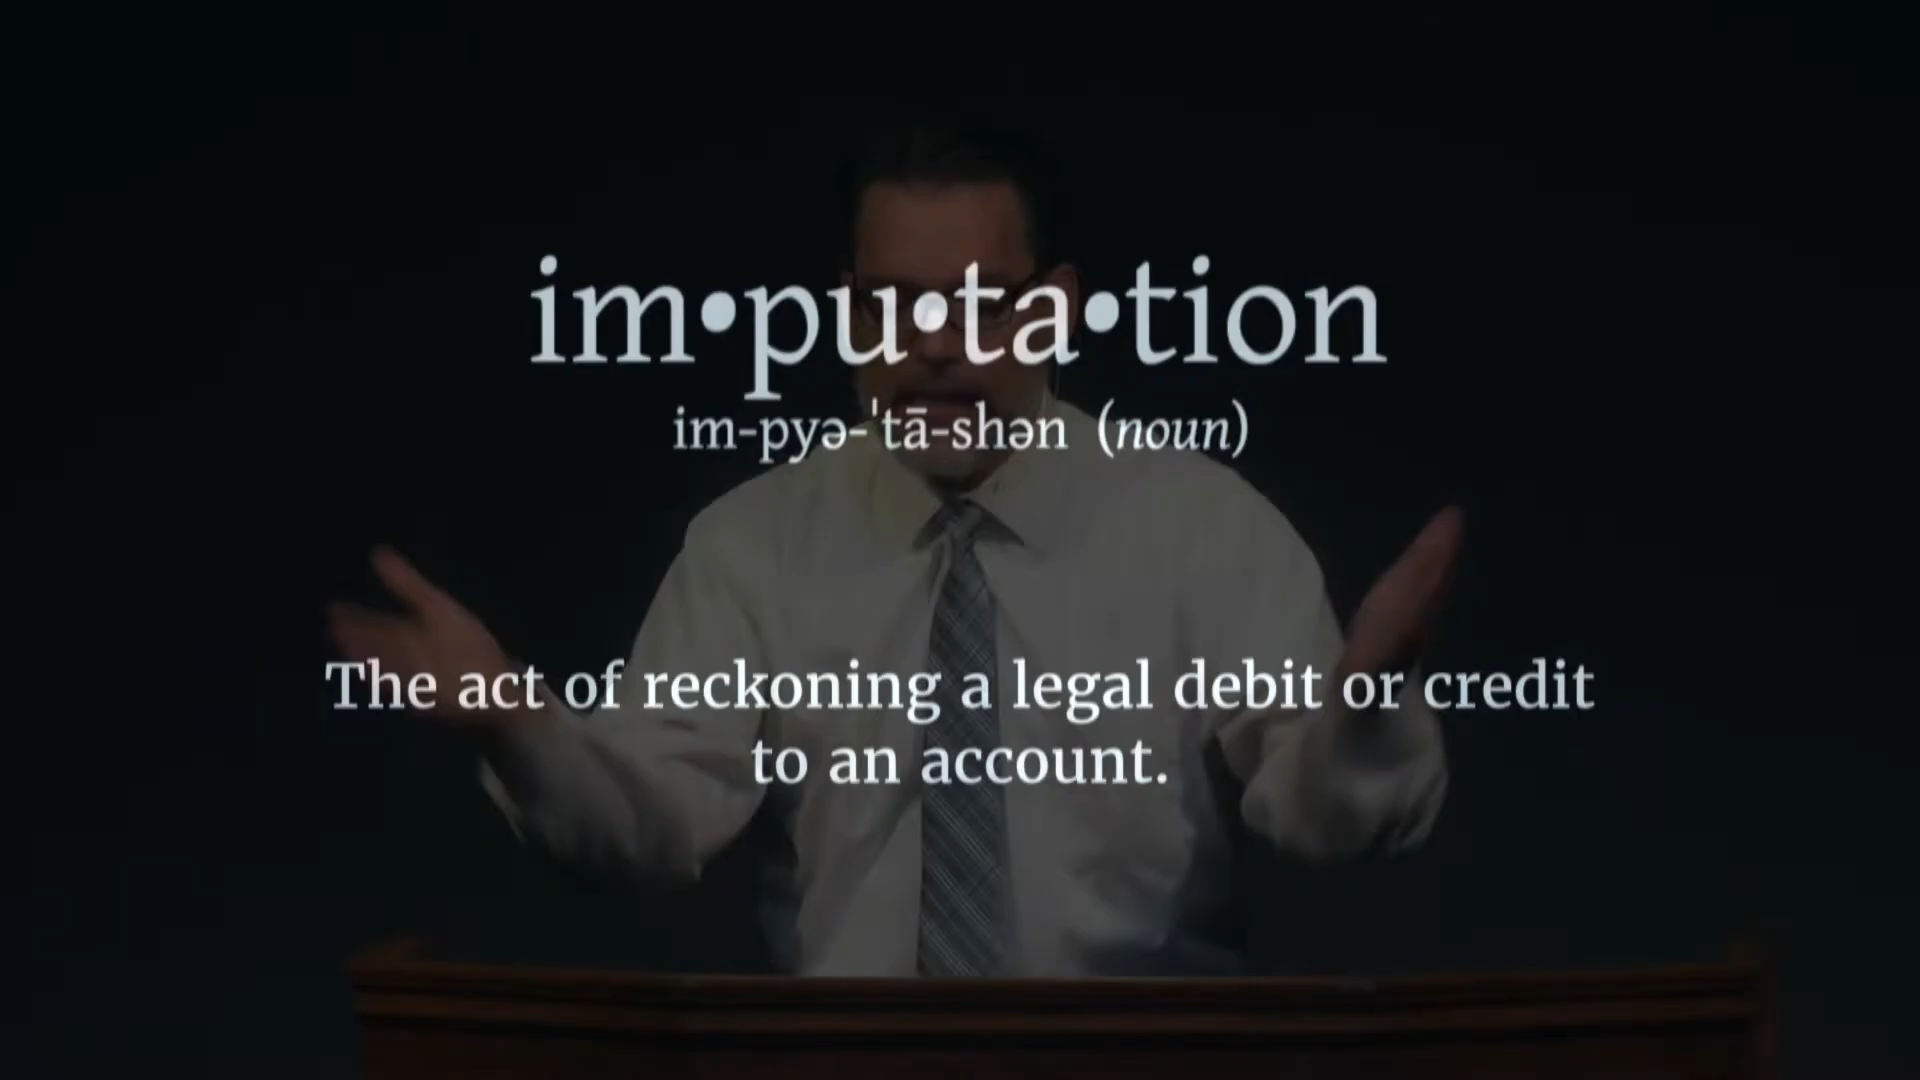 im•pu•ta•tion
im-pyə-ˈtā-shən (noun)
The act of reckoning a legal debit or credit
to an account.